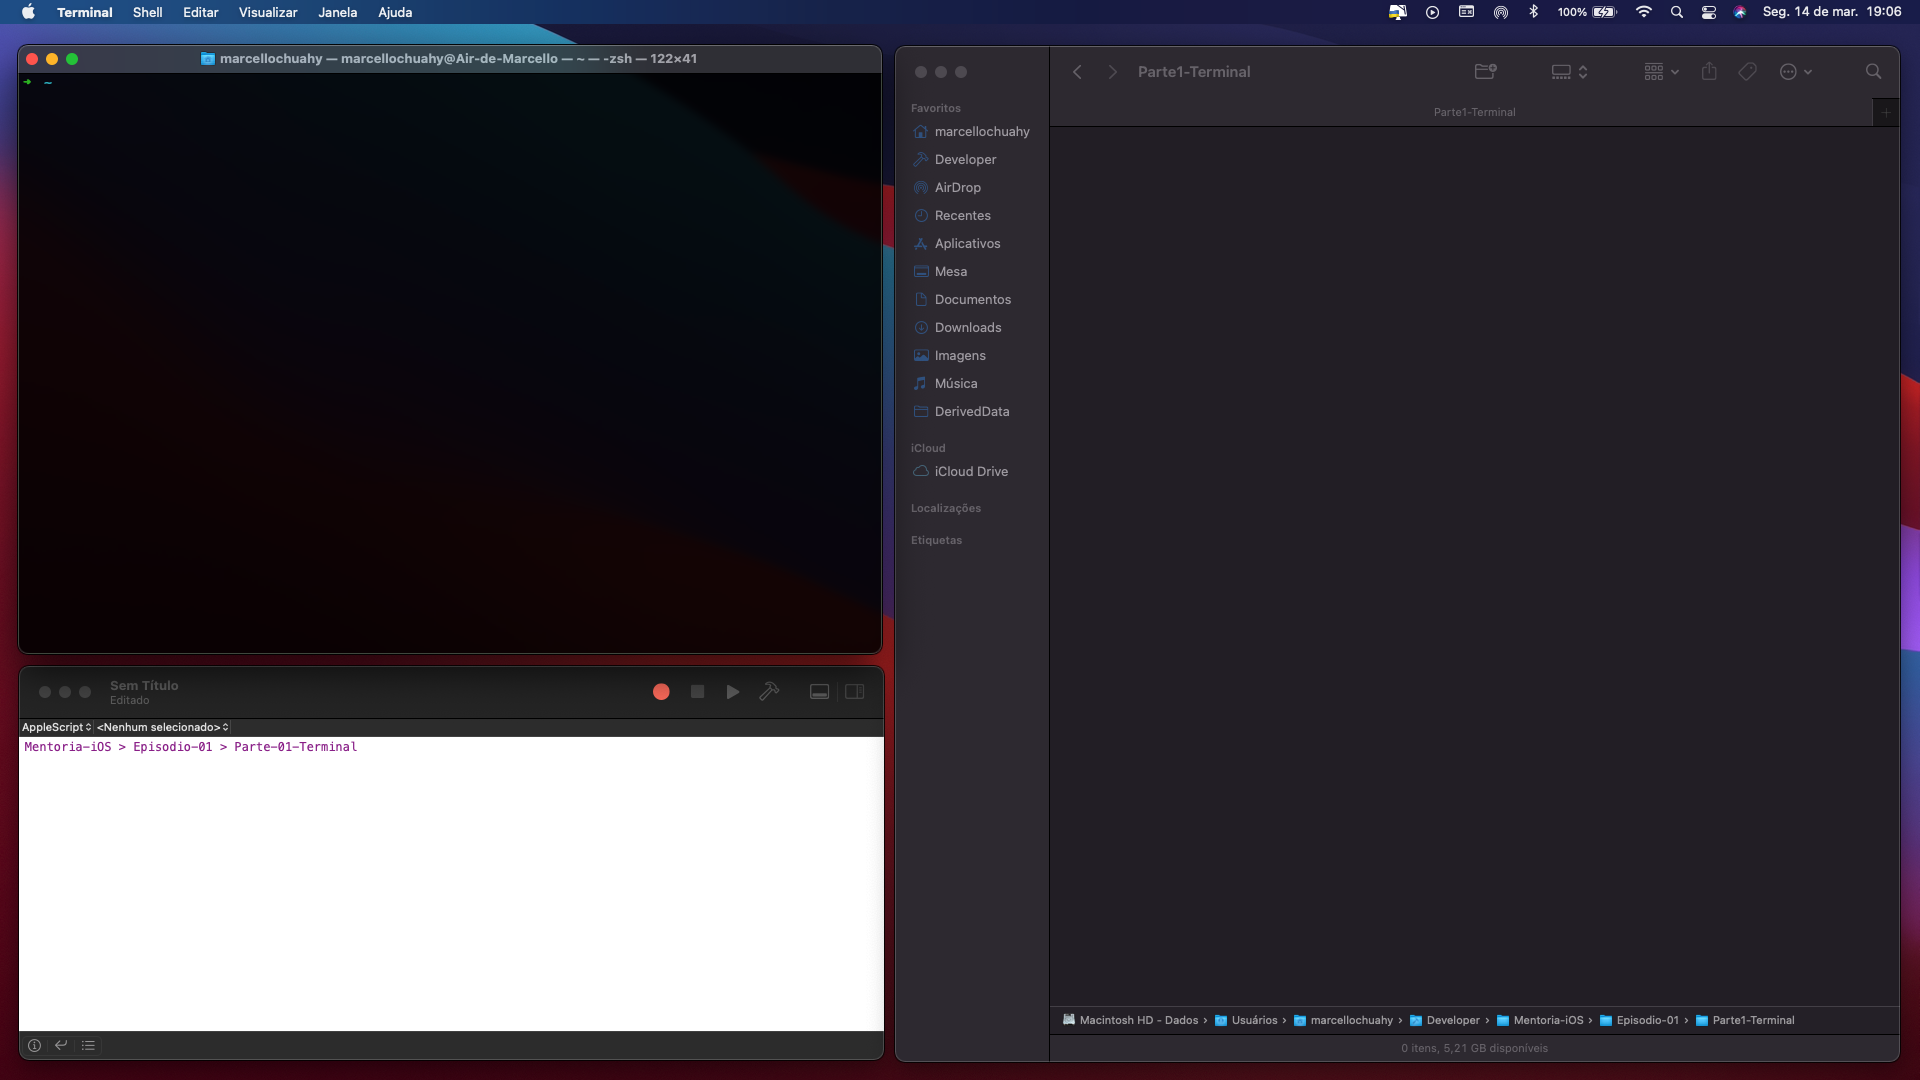 Terminal Shell Editar Visualizar Janela Ajuda
100% Seg. 14 de mar. 19:06
marcellochuahy — marcellochuahy@Air-de-Marcello — ~ — -zsh — 122×41
➜ ~
Sem Título
Editado
AppleScript <Nenhum selecionado>
Mentoria-iOS > Episodio-01 > Parte-01-Terminal
Parte1-Terminal
Parte1-Terminal
Favoritos
marcellochuahy
Developer
AirDrop
Recentes
Aplicativos
Mesa
Documentos
Downloads
Imagens
Música
DerivedData
iCloud
iCloud Drive
Localizações
Etiquetas
Macintosh HD - Dados › Usuários › marcellochuahy › Developer › Mentoria-iOS › Episodio-01 › Parte1-Terminal
0 itens, 5,21 GB disponíveis